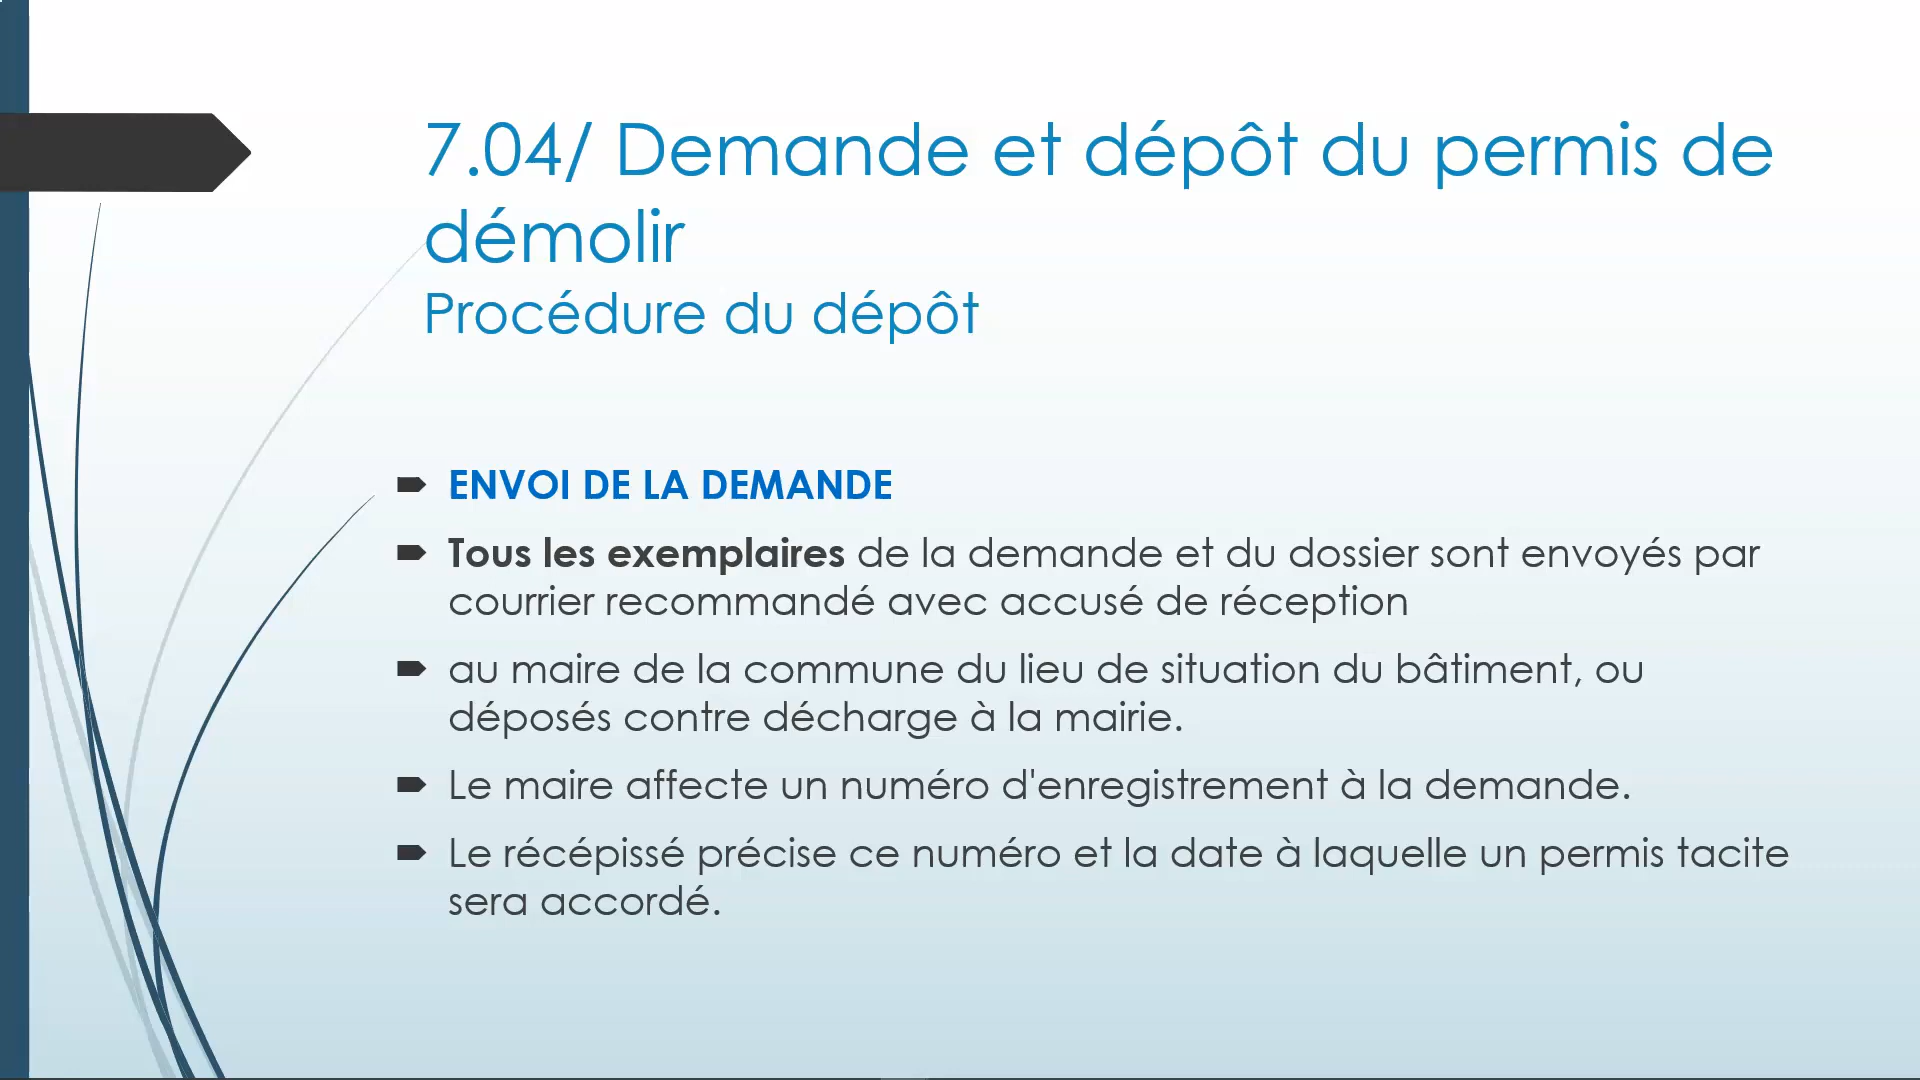 7.04/ Demande et dépôt du permis de
démolir
Procédure du dépôt
ENVOI DE LA DEMANDE
Tous les exemplaires de la demande et du dossier sont envoyés par
courrier recommandé avec accusé de réception
au maire de la commune du lieu de situation du bâtiment, ou
déposés contre décharge à la mairie.
Le maire affecte un numéro d'enregistrement à la demande.
Le récépissé précise ce numéro et la date à laquelle un permis tacite
sera accordé.